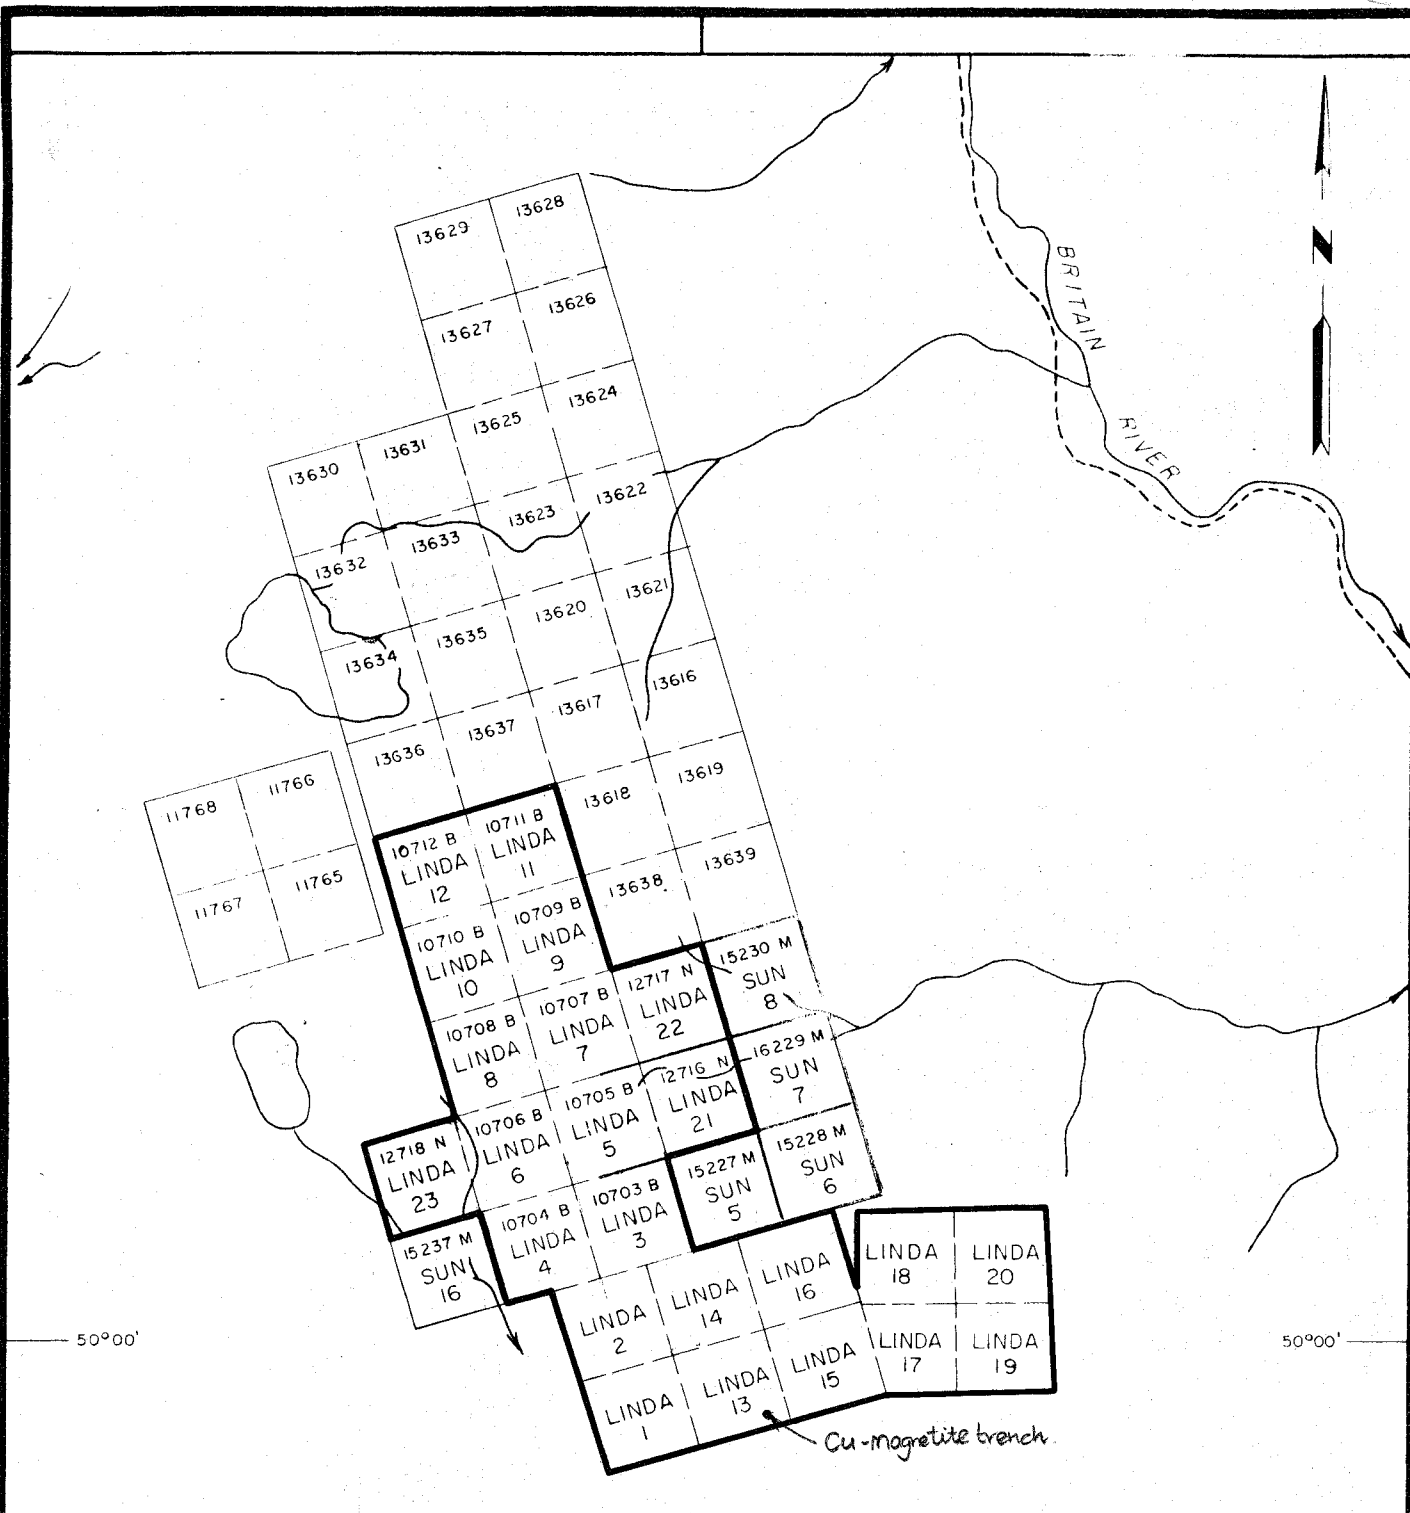 N
BRITAIN
RIVER
13629
13628
13627
13626
13625
13624
13630
13631
13623
13622
13632
13633
13620
13621
13634
13635
13617
13616
13636
13637
13618
13619
11768
11766
11767
11765
13638
13639
10712 B
LINDA
12
10711 B
LINDA
11
10710 B
LINDA
10
10709 B
LINDA
9
12717 N
LINDA
22
15230 M
SUN
8
10708 B
LINDA
8
10707 B
LINDA
7
12716 N
LINDA
21
16229 M
SUN
7
12718 N
LINDA
23
10706 B
LINDA
6
10705 B
LINDA
5
15227 M
SUN
5
15228 M
SUN
6
15237 M
SUN
16
10704 B
LINDA
4
10703 B
LINDA
3
LINDA
2
LINDA
14
LINDA
16
LINDA
18
LINDA
20
LINDA
1
LINDA
13
LINDA
15
LINDA
17
LINDA
19
50°00'
50°00'
Cu-magnetite trench